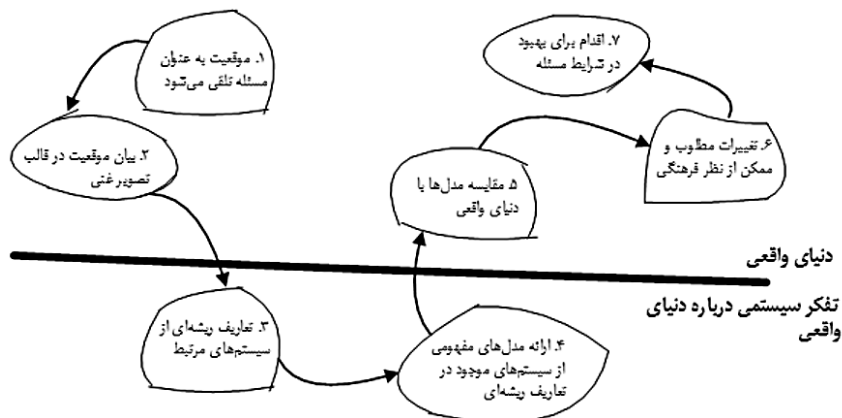 ۱. موقعیت به عنوان
مسئله تلقی می‌شود
۲. بیان موقعیت در قالب
تصویر غنی
۳. تعاریف ریشه‌ای از
سیستم‌های مرتبط
۴. ارائه مدل‌های مفهومی
از سیستم‌های موجود در
تعاریف ریشه‌ای
۵. مقایسه مدل‌ها با
دنیای واقعی
۶. تغییرات مطلوب و
ممکن از نظر فرهنگی
۷. اقدام برای بهبود
در شرایط مسئله
دنیای واقعی
تفکر سیستمی درباره دنیای
واقعی